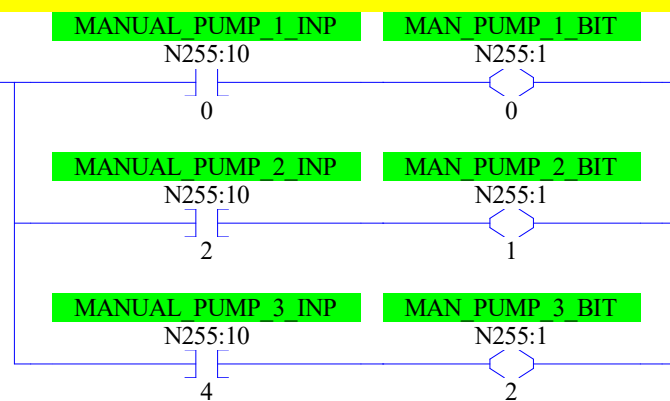 MANUAL_PUMP_1_INP MAN_PUMP_1_BIT
N255:10 N255:1
0 0
MANUAL_PUMP_2_INP MAN_PUMP_2_BIT
N255:10 N255:1
2 1
MANUAL_PUMP_3_INP MAN_PUMP_3_BIT
N255:10 N255:1
4 2